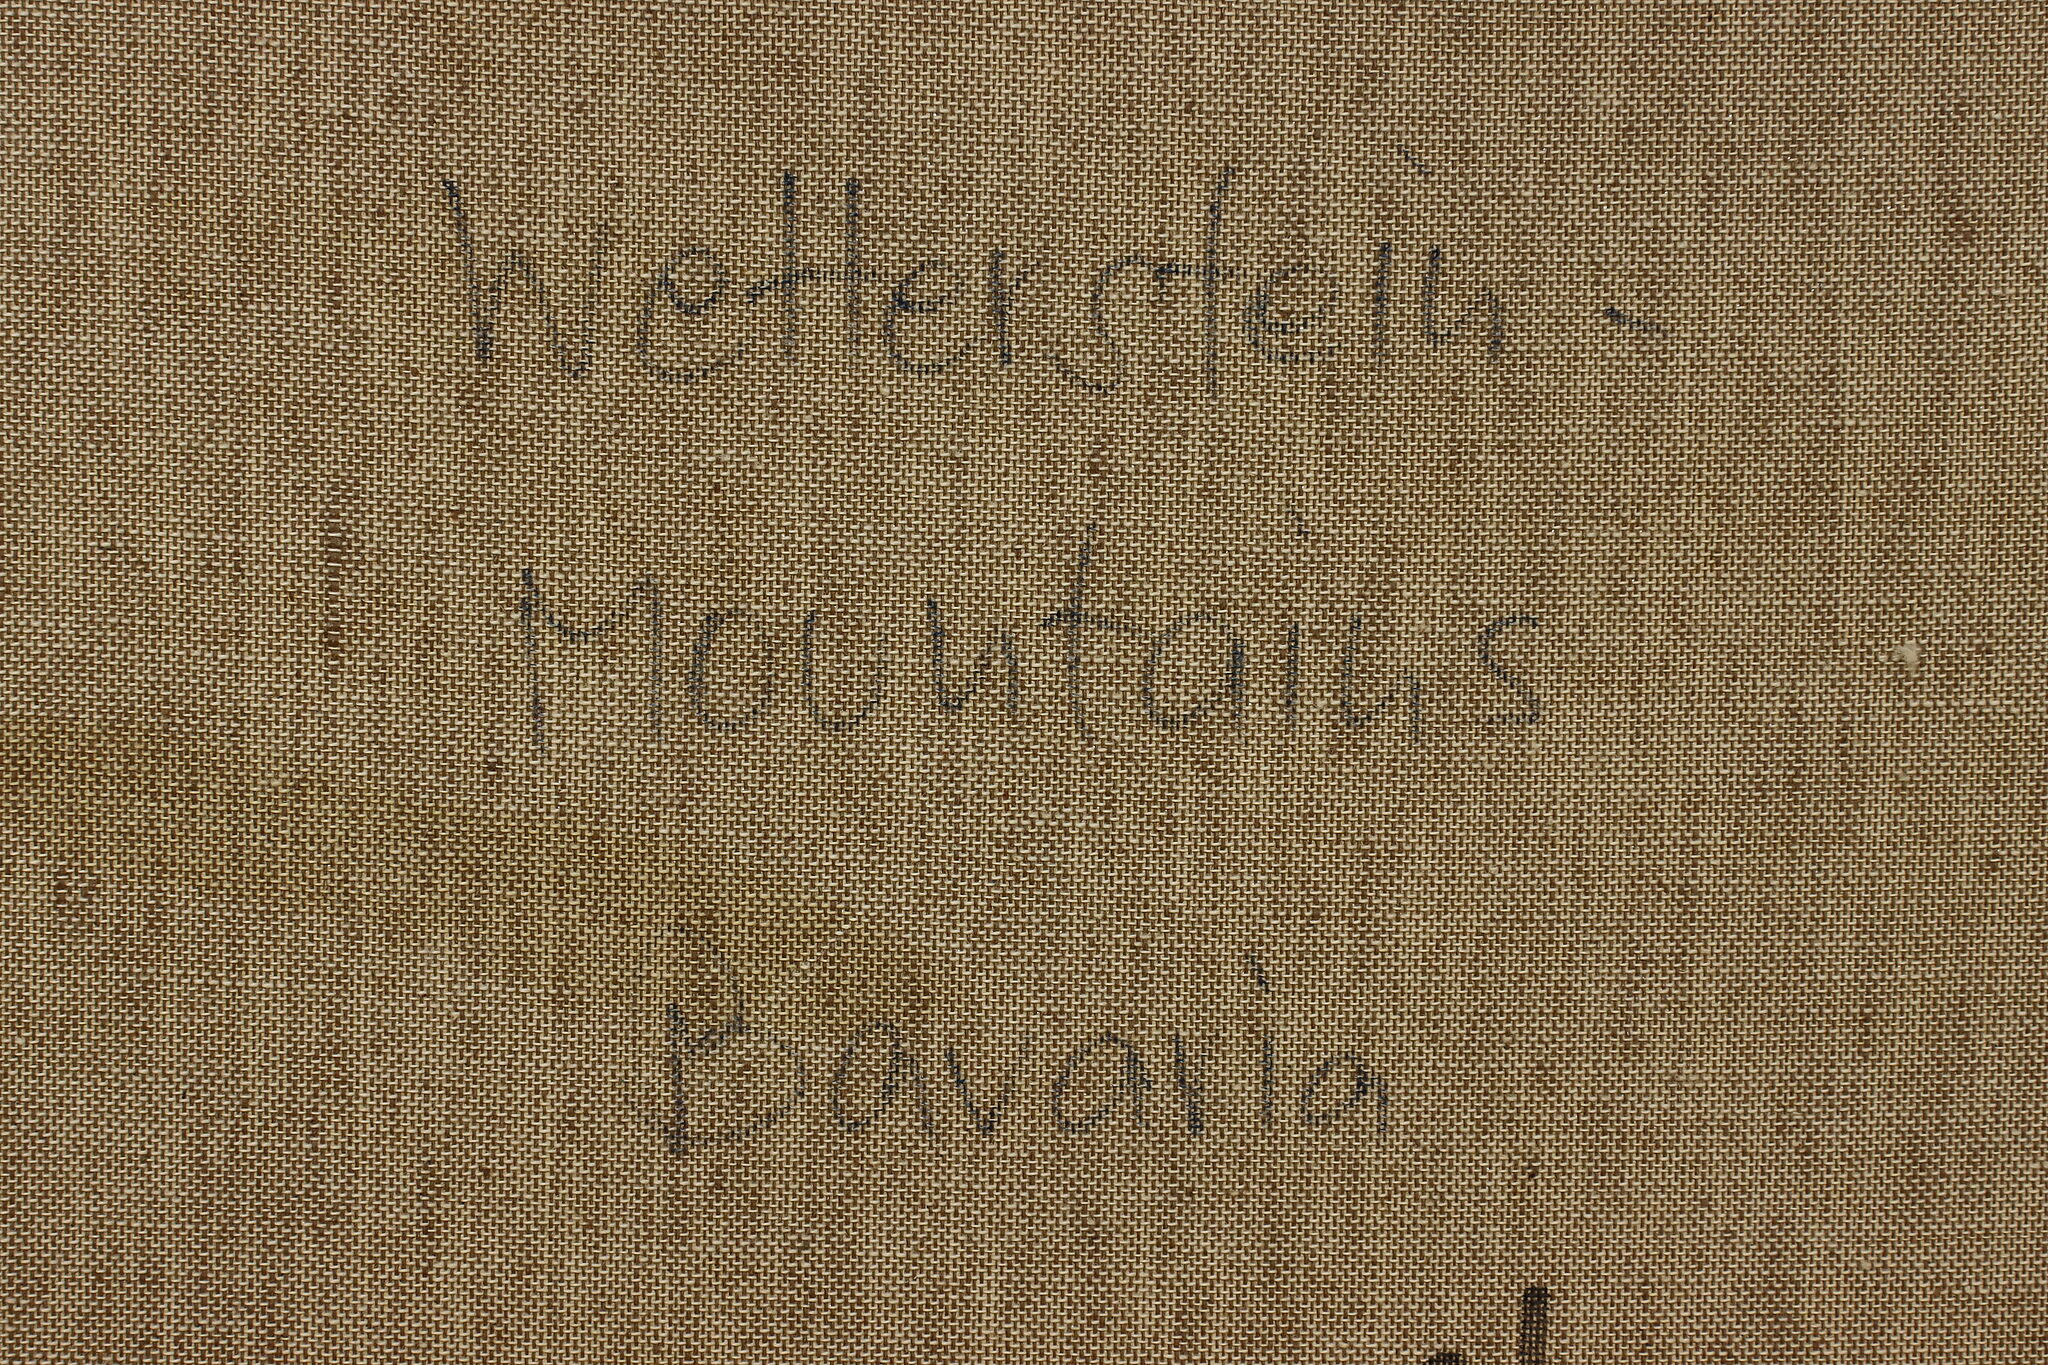 Wetterstein -
Mountains
Bavaria